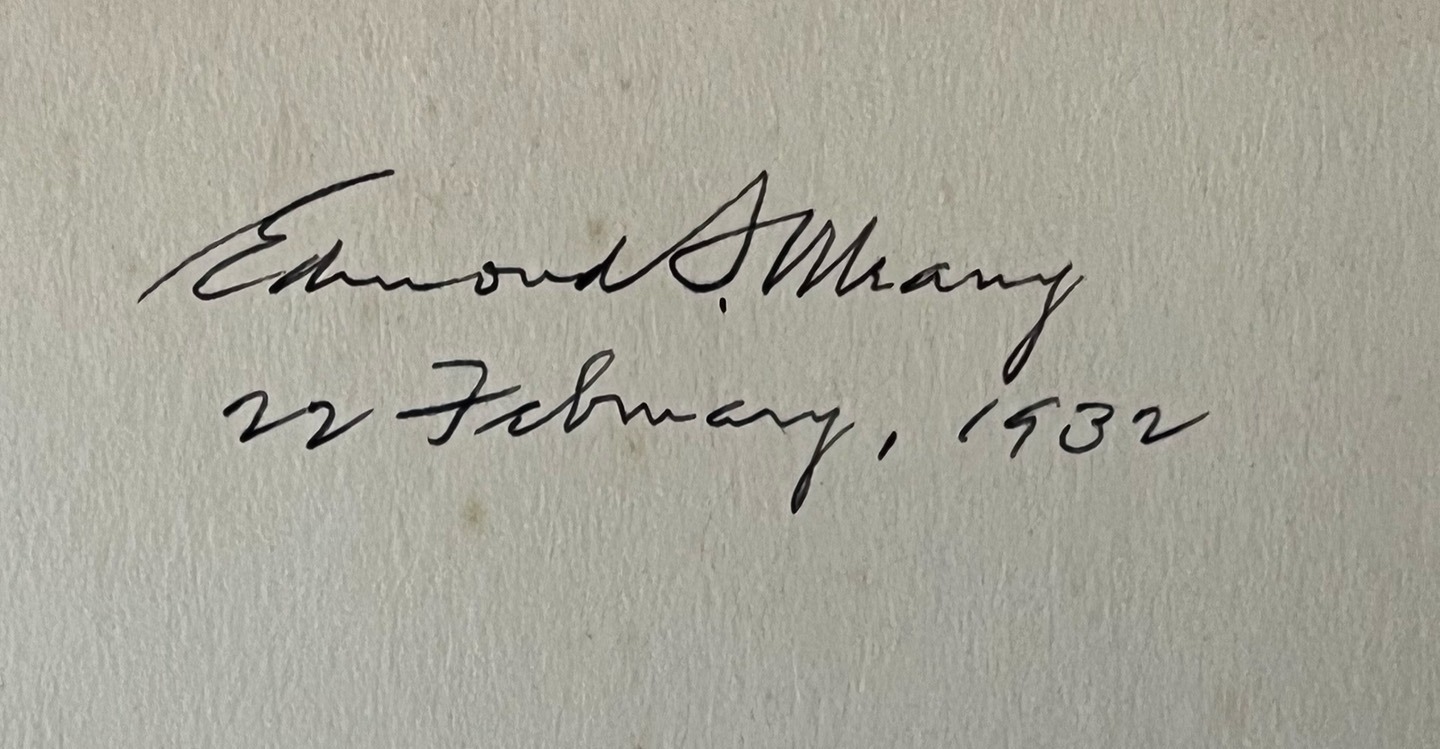 Edmond S. Meany
22 February, 1932